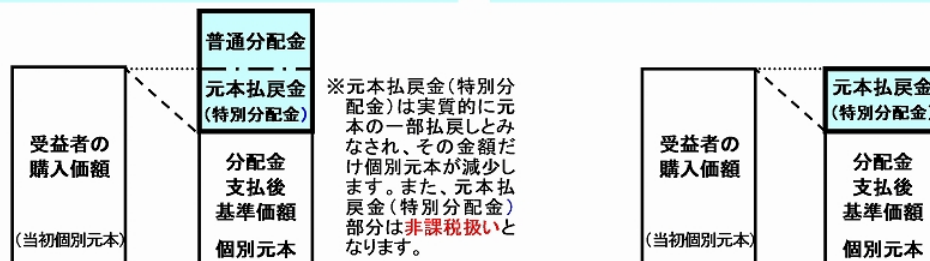 普通分配金
元本払戻金
(特別分配金)
受益者の
購入価額
(当初個別元本)
分配金
支払後
基準価額
個別元本
※元本払戻金(特別分
配金)は実質的に元
本の一部払戻しとみ
なされ、その金額だ
け個別元本が減少し
ます。また、元本払
戻金(特別分配金)
部分は非課税扱いと
なります。
受益者の
購入価額
(当初個別元本)
元本払戻金
(特別分配金)
分配金
支払後
基準価額
個別元本